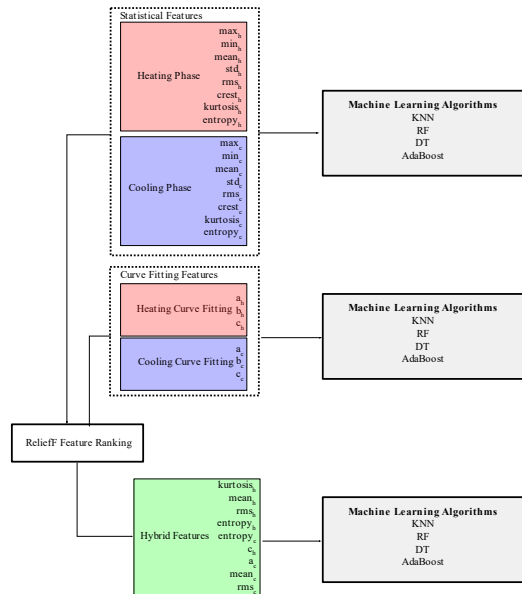 Statistical Features
max_h
min_h
mean_h
Heating Phase
std_h
rms_h
crest_h
kurtosis_h
entropy_h
max_c
min_c
mean_c
Cooling Phase
std_c
rms_c
crest_c
kurtosis_c
entropy_c
Machine Learning Algorithms
KNN
RF
DT
AdaBoost
Curve Fitting Features
a_h
Heating Curve Fitting b_h
c_h
a_c
Cooling Curve Fitting b_c
c_c
Machine Learning Algorithms
KNN
RF
DT
AdaBoost
ReliefF Feature Ranking
kurtosis_h
mean_h
rms_h
entropy_h
Hybrid Features entropy_c
c_h
a_c
mean_c
rms_c
Machine Learning Algorithms
KNN
RF
DT
AdaBoost